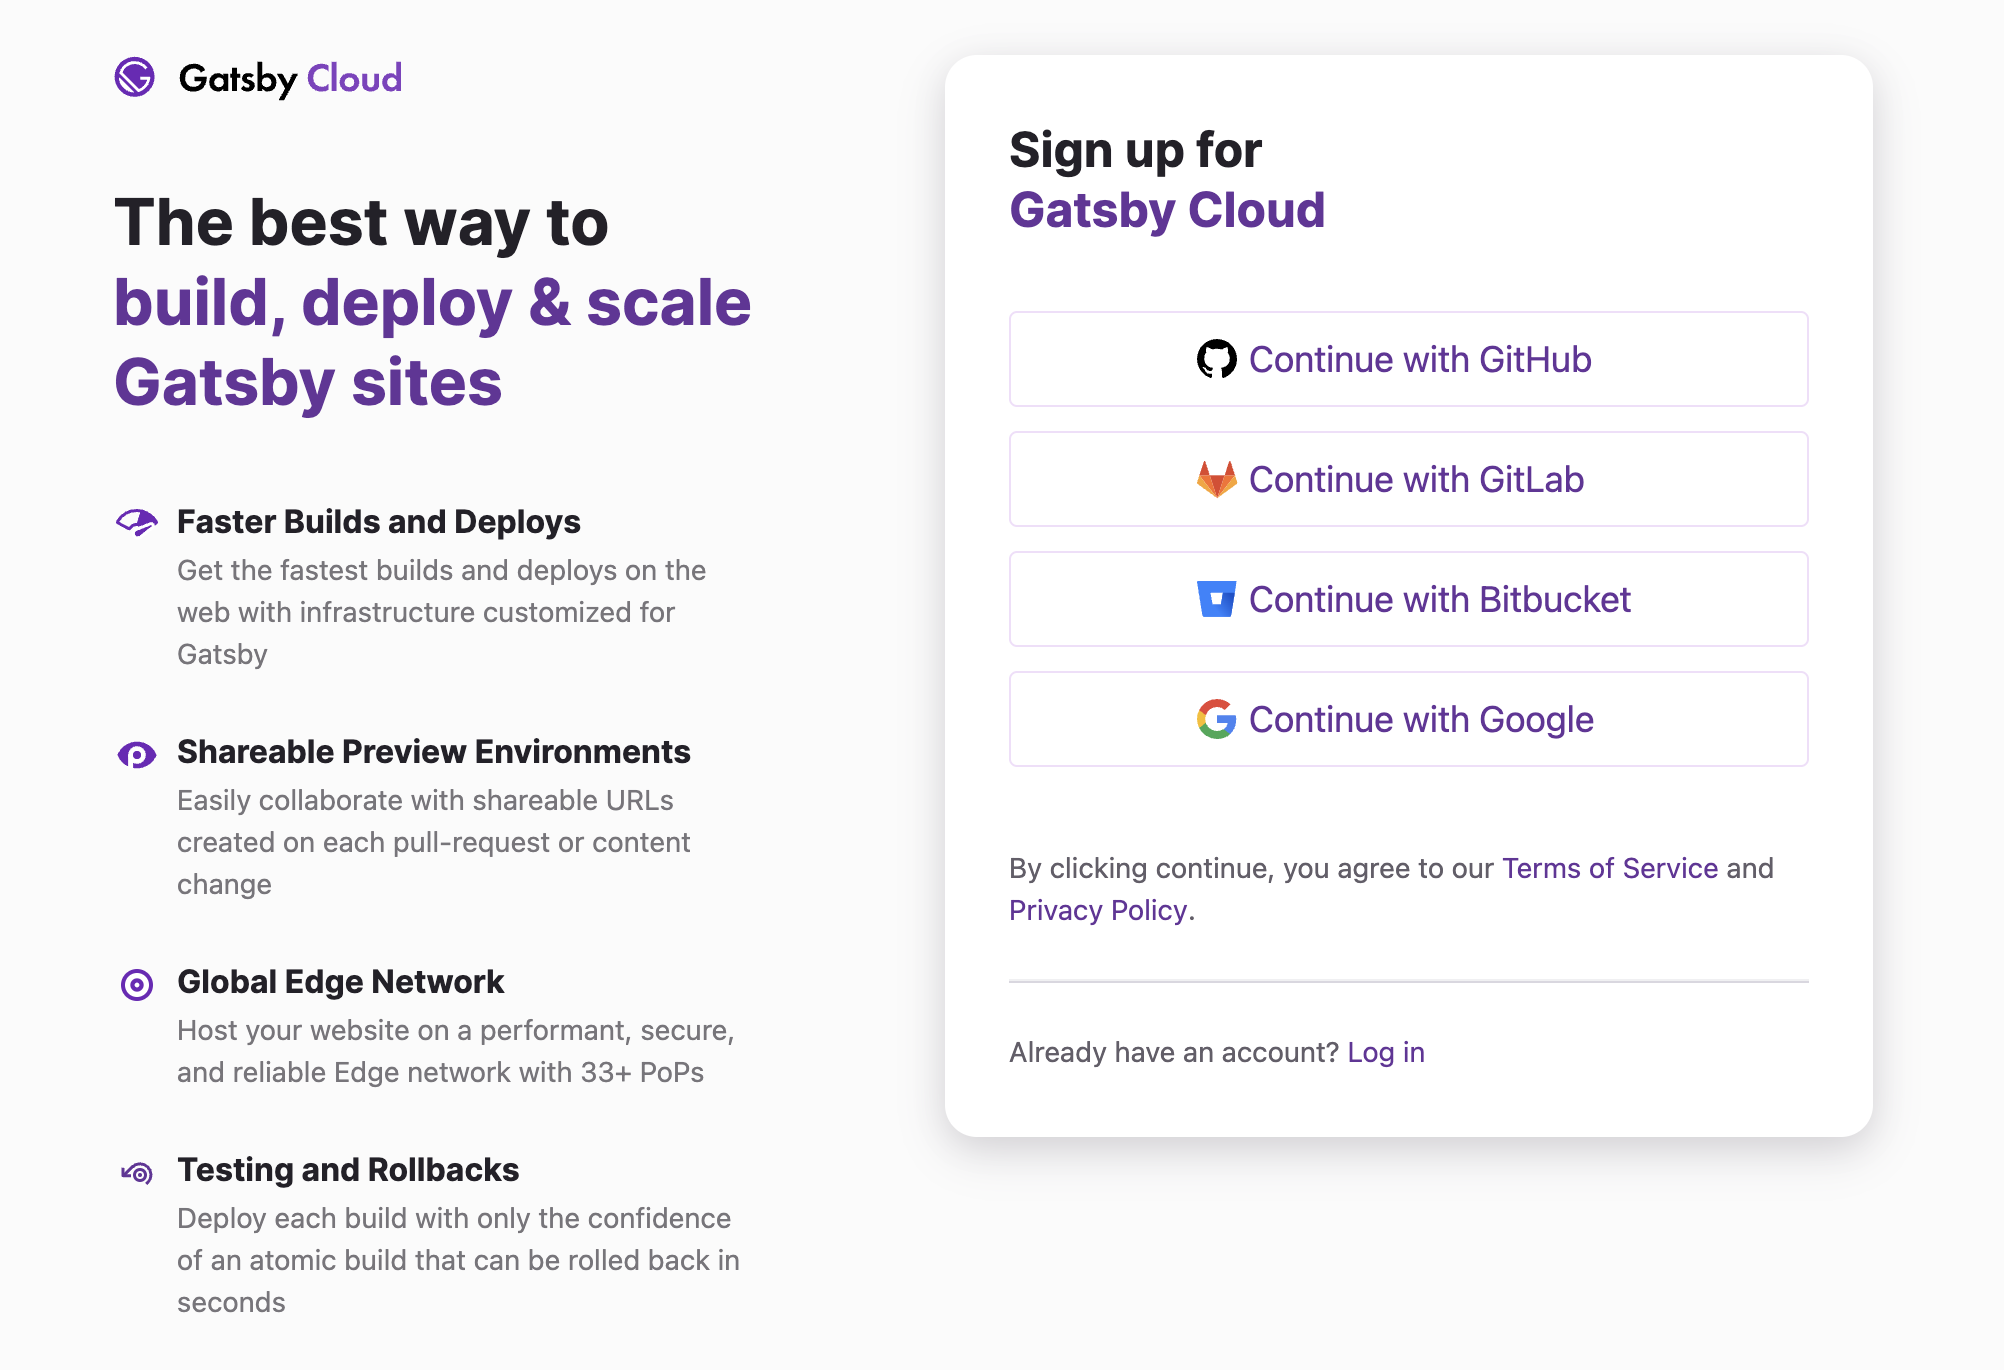 Gatsby Cloud
The best way to
build, deploy & scale
Gatsby sites
Faster Builds and Deploys
Get the fastest builds and deploys on the
web with infrastructure customized for
Gatsby
Shareable Preview Environments
Easily collaborate with shareable URLs
created on each pull-request or content
change
Global Edge Network
Host your website on a performant, secure,
and reliable Edge network with 33+ PoPs
Testing and Rollbacks
Deploy each build with only the confidence
of an atomic build that can be rolled back in
seconds
Sign up for
Gatsby Cloud
Continue with GitHub
Continue with GitLab
Continue with Bitbucket
Continue with Google
By clicking continue, you agree to our Terms of Service and
Privacy Policy.
Already have an account? Log in